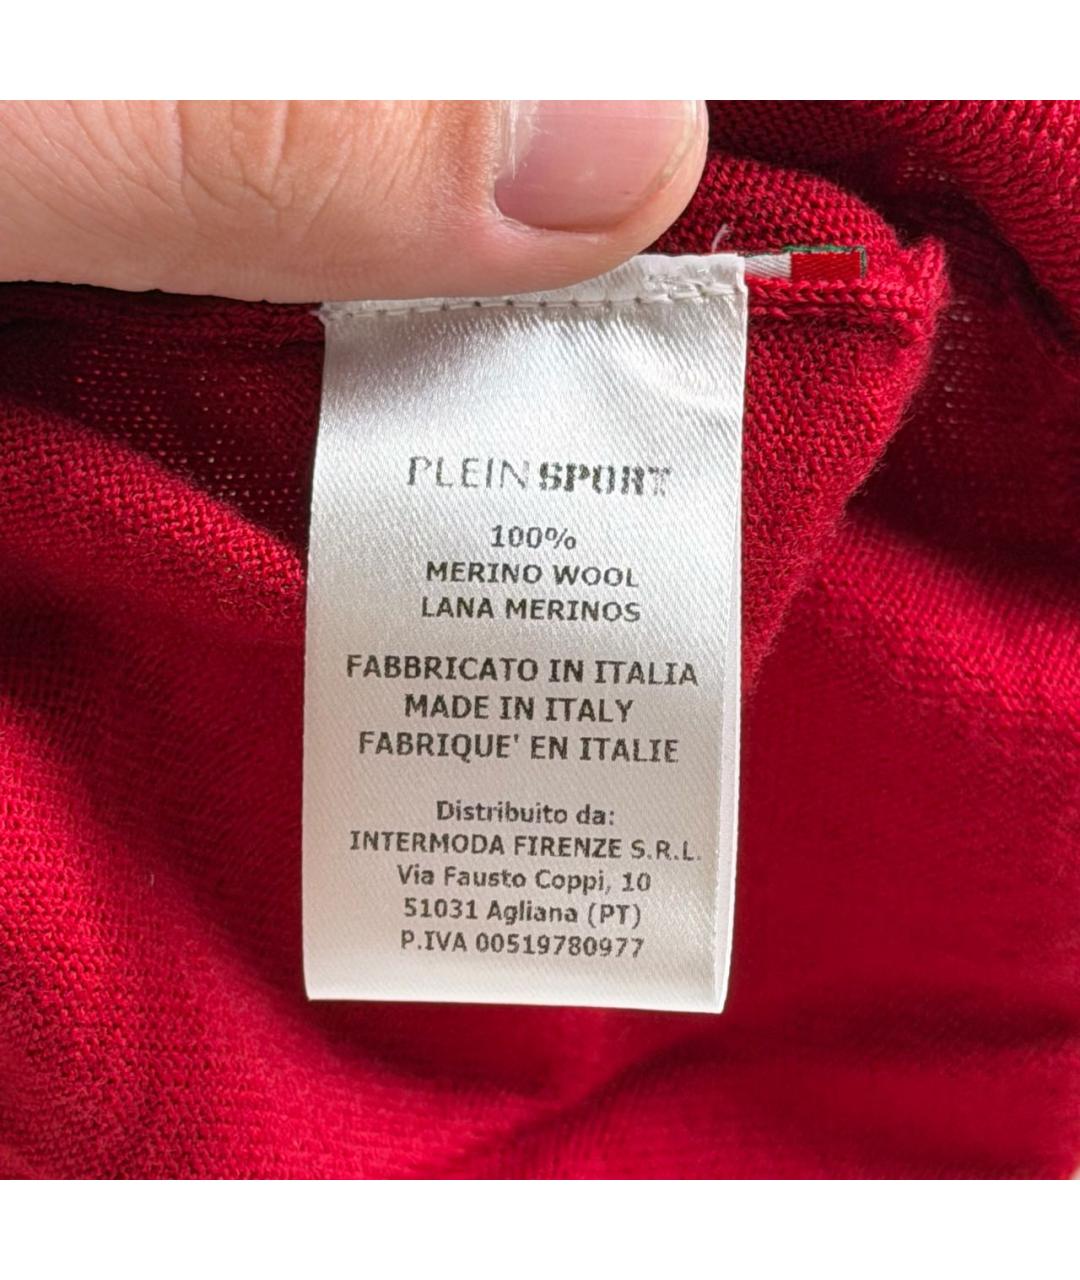 PLEIN SPORT
100%
MERINO WOOL
LANA MERINOS
FABBRICATO IN ITALIA
MADE IN ITALY
FABRIQUE' EN ITALIE
Distribuito da:
INTERMODA FIRENZE S.R.L.
Via Fausto Coppi, 10
51031 Agliana (PT)
P.IVA 00519780977